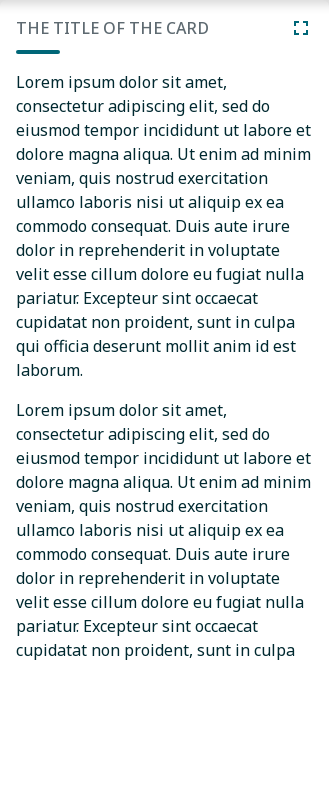 THE TITLE OF THE CARD
Lorem ipsum dolor sit amet,
consectetur adipiscing elit, sed do
eiusmod tempor incididunt ut labore et
dolore magna aliqua. Ut enim ad minim
veniam, quis nostrud exercitation
ullamco laboris nisi ut aliquip ex ea
commodo consequat. Duis aute irure
dolor in reprehenderit in voluptate
velit esse cillum dolore eu fugiat nulla
pariatur. Excepteur sint occaecat
cupidatat non proident, sunt in culpa
qui officia deserunt mollit anim id est
laborum.
Lorem ipsum dolor sit amet,
consectetur adipiscing elit, sed do
eiusmod tempor incididunt ut labore et
dolore magna aliqua. Ut enim ad minim
veniam, quis nostrud exercitation
ullamco laboris nisi ut aliquip ex ea
commodo consequat. Duis aute irure
dolor in reprehenderit in voluptate
velit esse cillum dolore eu fugiat nulla
pariatur. Excepteur sint occaecat
cupidatat non proident, sunt in culpa